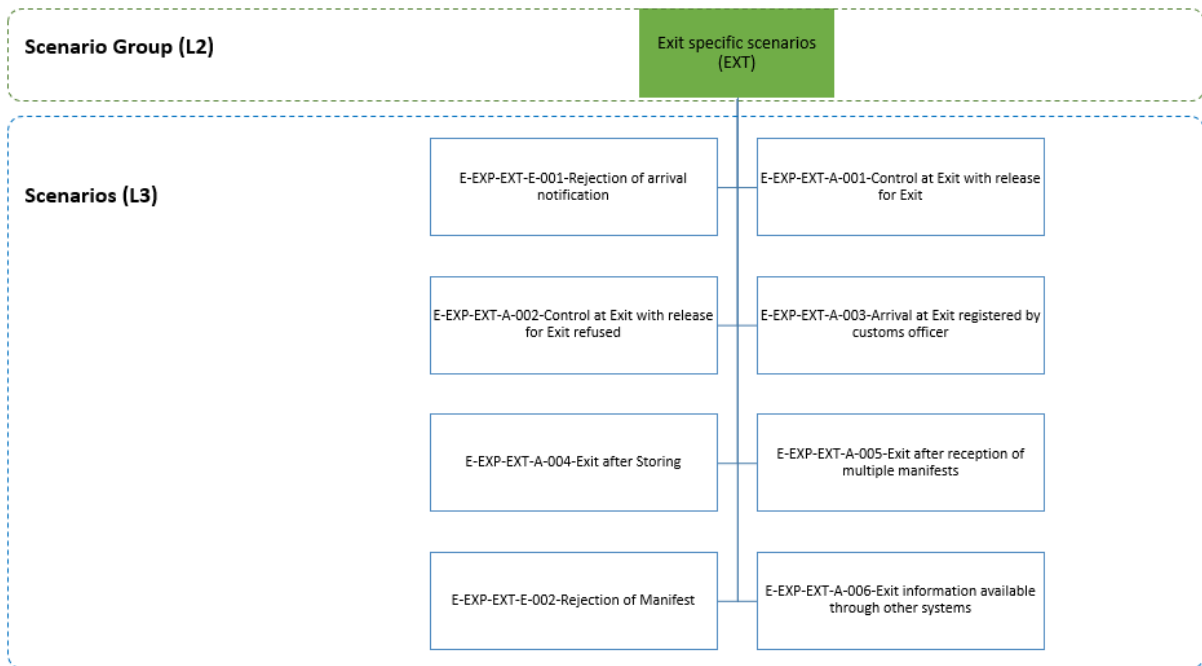 Scenario Group (L2)
Exit specific scenarios
(EXT)
Scenarios (L3)
E-EXP-EXT-E-001-Rejection of arrival
notification
E-EXP-EXT-A-001-Control at Exit with release
for Exit
E-EXP-EXT-A-002-Control at Exit with release
for Exit refused
E-EXP-EXT-A-003-Arrival at Exit registered by
customs officer
E-EXP-EXT-A-004-Exit after Storing
E-EXP-EXT-A-005-Exit after reception of
multiple manifests
E-EXP-EXT-E-002-Rejection of Manifest
E-EXP-EXT-A-006-Exit information available
through other systems